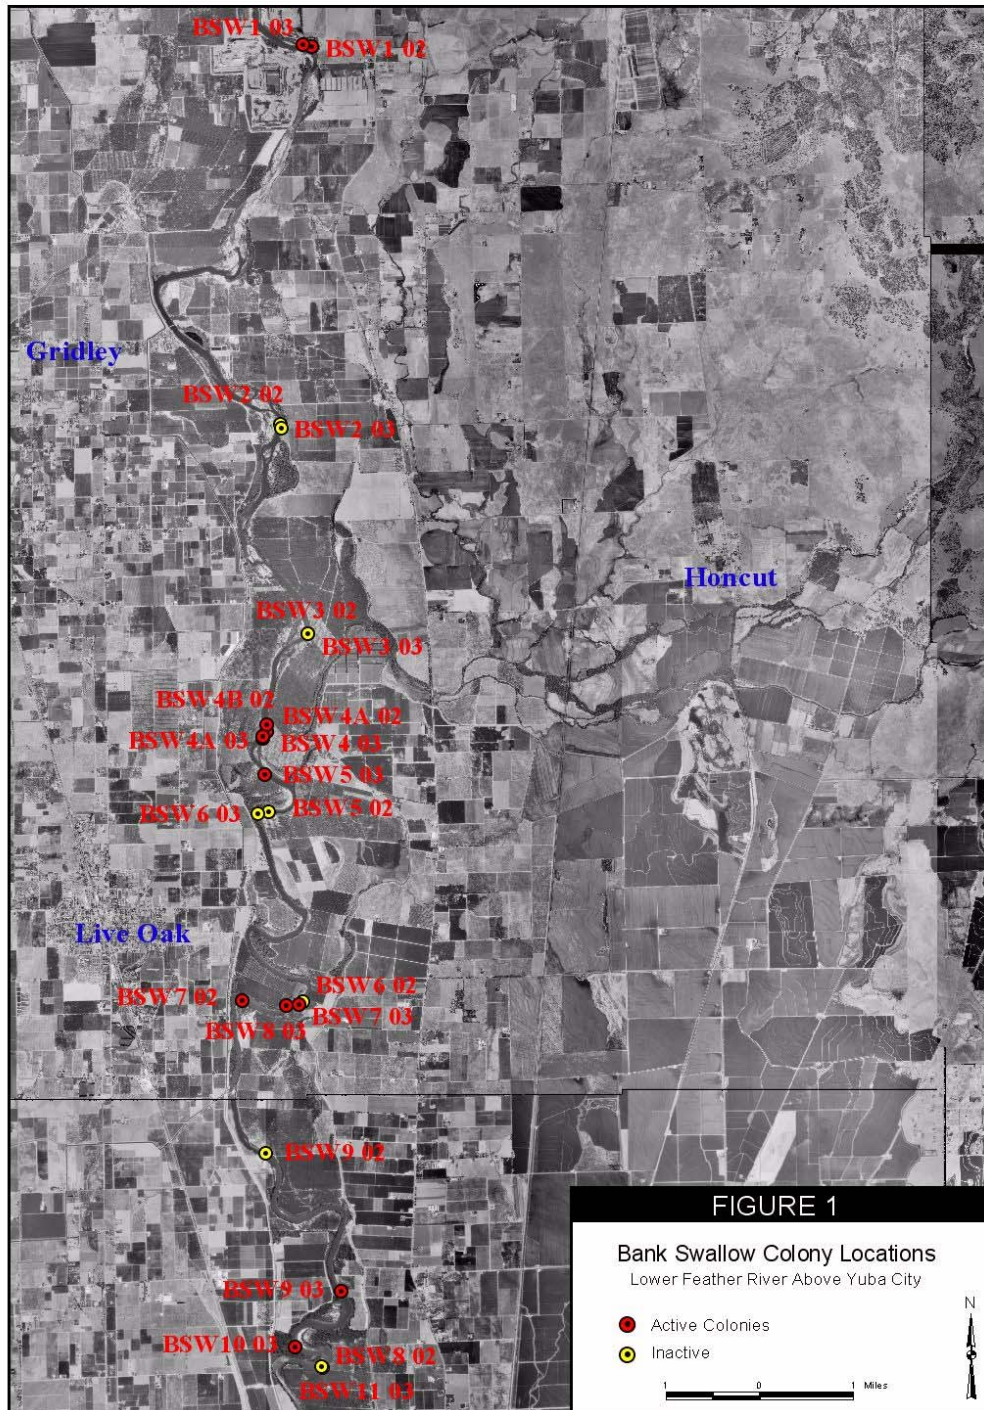 BSW1 03
BSW1 02
Gridley
BSW2 02
BSW2 03
Honcut
BSW3 02
BSW3 03
BSW4B 02
BSW4A 02
BSW4A 03
BSW4 03
BSW5 03
BSW6 03
BSW5 02
Live Oak
BSW6 02
BSW7 02
BSW7 03
BSW8 03
BSW9 02
BSW9 03
BSW10 03
BSW8 02
BSW11 03
FIGURE 1
Bank Swallow Colony Locations
Lower Feather River Above Yuba City
Active Colonies
Inactive
N
1 0 1 Miles